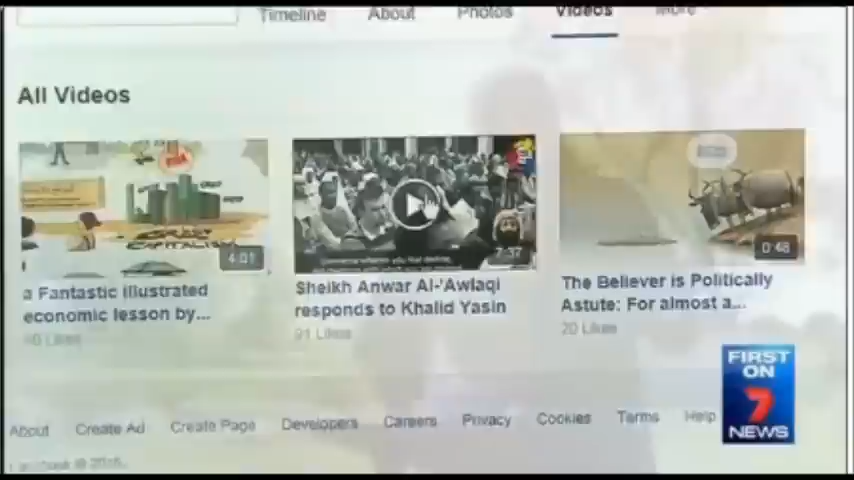 Timeline About Photos Videos More
All Videos
4:01
7:37
0:48
a Fantastic illustrated
economic lesson by...
Sheikh Anwar Al-'Awlaqi
responds to Khalid Yasin
91 Likes
The Believer is Politically
Astute: For almost a...
20 Likes
About Create Ad Create Page Developers Careers Privacy Cookies Terms Help
FIRST
ON
7
NEWS